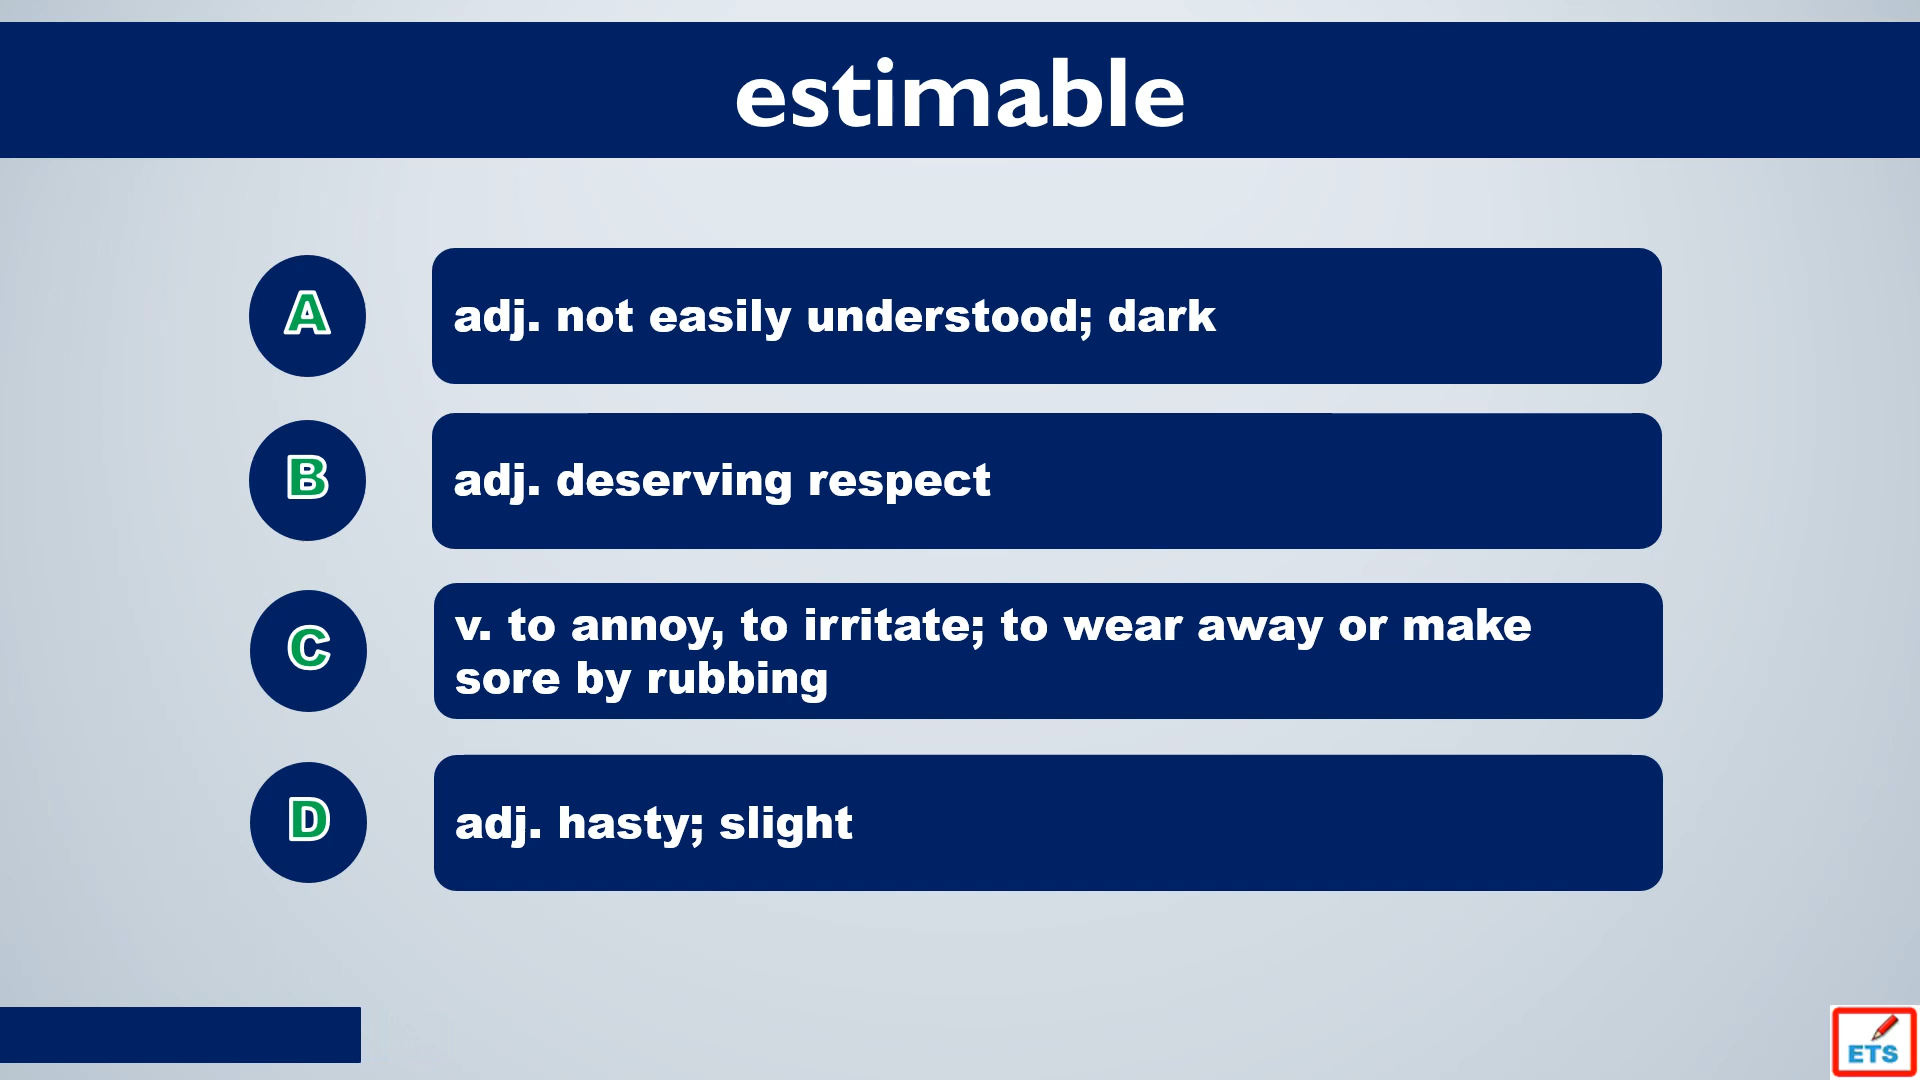 estimable
A
adj. not easily understood; dark
B
adj. deserving respect
C
v. to annoy, to irritate; to wear away or make
sore by rubbing
D
adj. hasty; slight
ETS